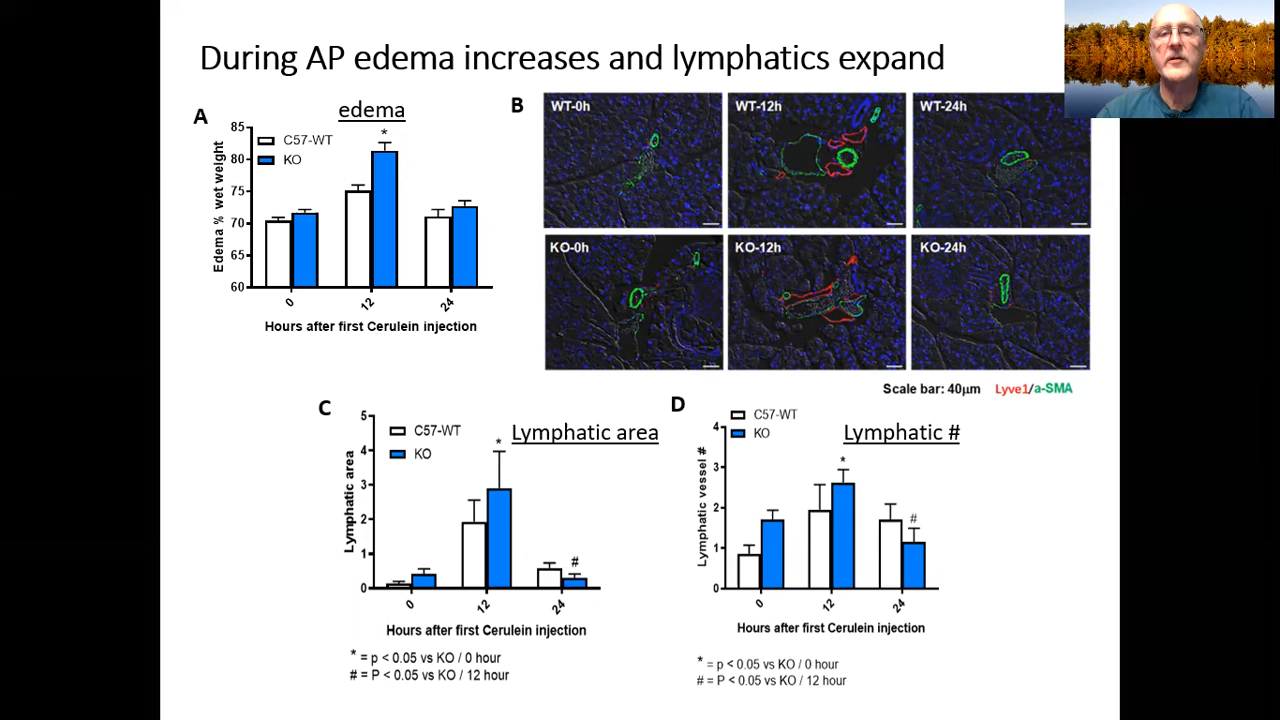 During AP edema increases and lymphatics expand
A
edema
85
80
75
70
65
60
Edema % wet weight
C57-WT
KO
*
0
12
24
Hours after first Cerulein injection
B
WT-0h
WT-12h
WT-24h
KO-0h
KO-12h
KO-24h
Scale bar: 40μm Lyve1/a-SMA
C
Lymphatic area
5
4
3
2
1
0
Lymphatic area
C57-WT
KO
*
#
0
12
24
Hours after first Cerulein injection
* = p < 0.05 vs KO / 0 hour
# = P < 0.05 vs KO / 12 hour
D
Lymphatic #
4
3
2
1
0
Lymphatic vessel #
C57-WT
KO
*
#
0
12
24
Hours after first Cerulein injection
* = p < 0.05 vs KO / 0 hour
# = P < 0.05 vs KO / 12 hour